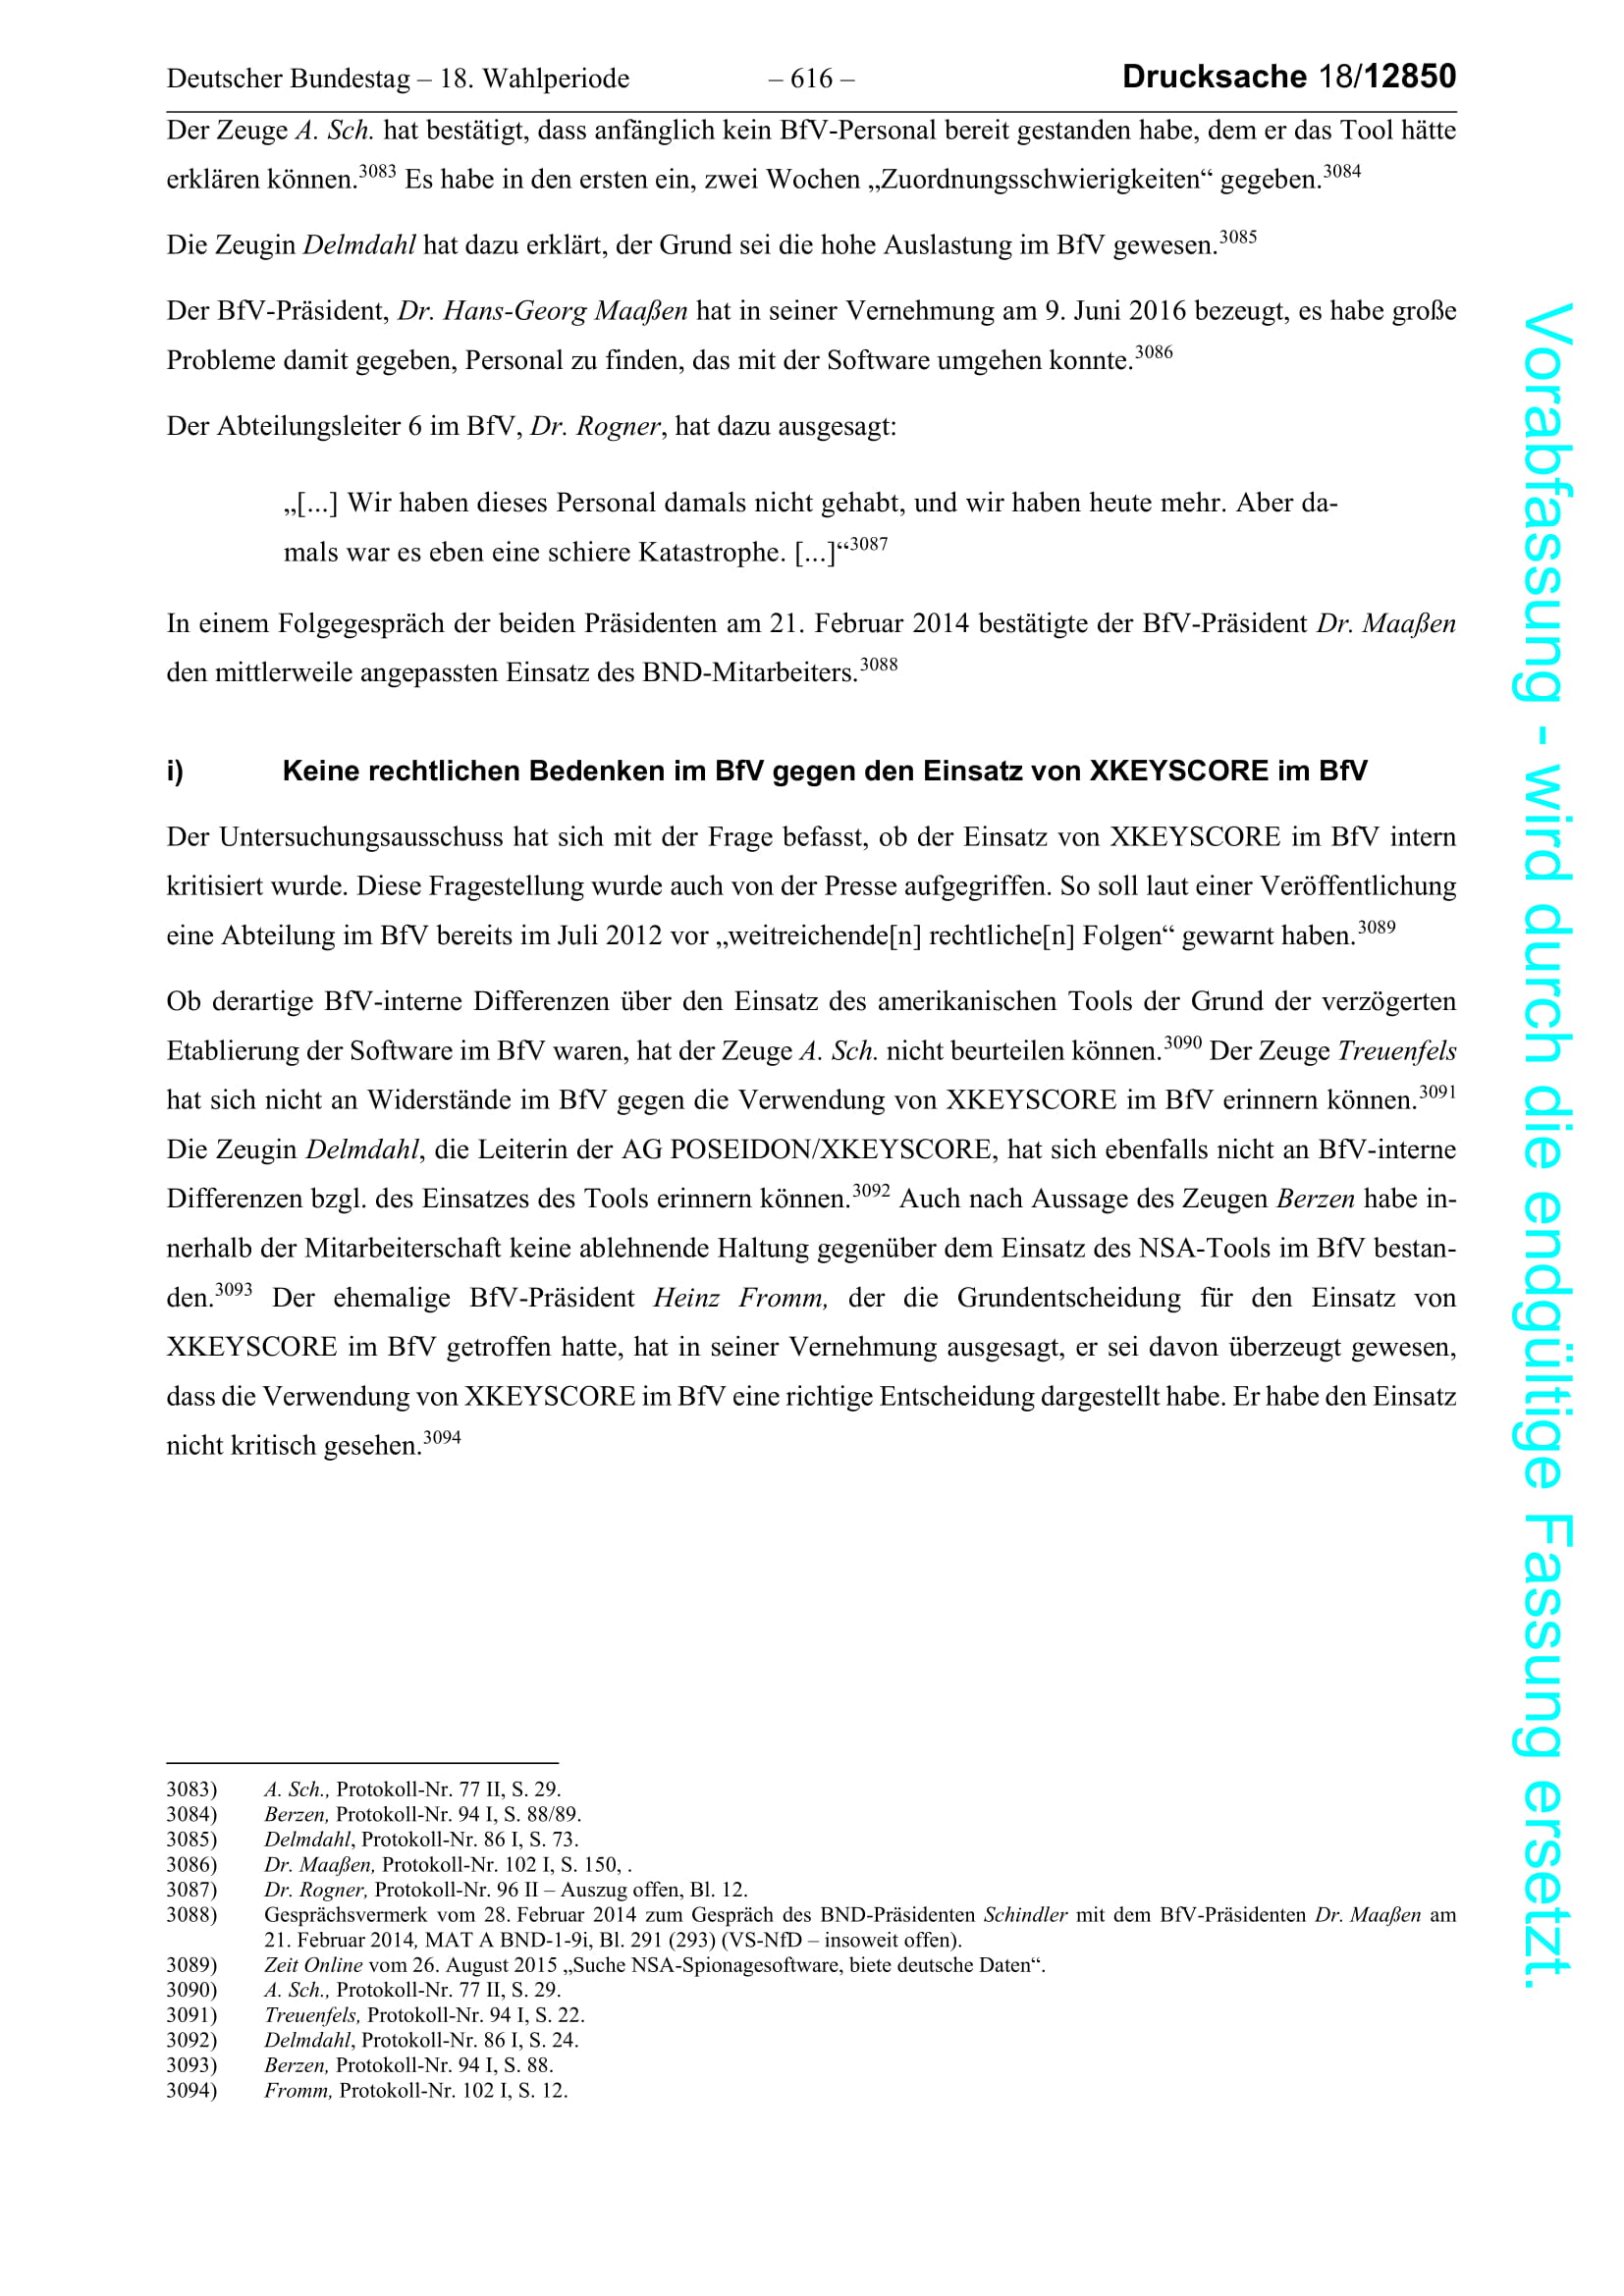 Deutscher Bundestag – 18. Wahlperiode – 616 – Drucksache 18/12850
Der Zeuge A. Sch. hat bestätigt, dass anfänglich kein BfV-Personal bereit gestanden habe, dem er das Tool hätte
erklären können.3083 Es habe in den ersten ein, zwei Wochen „Zuordnungsschwierigkeiten“ gegeben.3084
Die Zeugin Delmdahl hat dazu erklärt, der Grund sei die hohe Auslastung im BfV gewesen.3085
Der BfV-Präsident, Dr. Hans-Georg Maaßen hat in seiner Vernehmung am 9. Juni 2016 bezeugt, es habe große
Probleme damit gegeben, Personal zu finden, das mit der Software umgehen konnte.3086
Der Abteilungsleiter 6 im BfV, Dr. Rogner, hat dazu ausgesagt:
„[...] Wir haben dieses Personal damals nicht gehabt, und wir haben heute mehr. Aber da-
mals war es eben eine schiere Katastrophe. [...]“3087
In einem Folgegespräch der beiden Präsidenten am 21. Februar 2014 bestätigte der BfV-Präsident Dr. Maaßen
den mittlerweile angepassten Einsatz des BND-Mitarbeiters.3088
i) Keine rechtlichen Bedenken im BfV gegen den Einsatz von XKEYSCORE im BfV
Der Untersuchungsausschuss hat sich mit der Frage befasst, ob der Einsatz von XKEYSCORE im BfV intern
kritisiert wurde. Diese Fragestellung wurde auch von der Presse aufgegriffen. So soll laut einer Veröffentlichung
eine Abteilung im BfV bereits im Juli 2012 vor „weitreichende[n] rechtliche[n] Folgen“ gewarnt haben.3089
Ob derartige BfV-interne Differenzen über den Einsatz des amerikanischen Tools der Grund der verzögerten
Etablierung der Software im BfV waren, hat der Zeuge A. Sch. nicht beurteilen können.3090 Der Zeuge Treuenfels
hat sich nicht an Widerstände im BfV gegen die Verwendung von XKEYSCORE im BfV erinnern können.3091
Die Zeugin Delmdahl, die Leiterin der AG POSEIDON/XKEYSCORE, hat sich ebenfalls nicht an BfV-interne
Differenzen bzgl. des Einsatzes des Tools erinnern können.3092 Auch nach Aussage des Zeugen Berzen habe in-
nerhalb der Mitarbeiterschaft keine ablehnende Haltung gegenüber dem Einsatz des NSA-Tools im BfV bestan-
den.3093 Der ehemalige BfV-Präsident Heinz Fromm, der die Grundentscheidung für den Einsatz von
XKEYSCORE im BfV getroffen hatte, hat in seiner Vernehmung ausgesagt, er sei davon überzeugt gewesen,
dass die Verwendung von XKEYSCORE im BfV eine richtige Entscheidung dargestellt habe. Er habe den Einsatz
nicht kritisch gesehen.3094
3083) A. Sch., Protokoll-Nr. 77 II, S. 29.
3084) Berzen, Protokoll-Nr. 94 I, S. 88/89.
3085) Delmdahl, Protokoll-Nr. 86 I, S. 73.
3086) Dr. Maaßen, Protokoll-Nr. 102 I, S. 150, .
3087) Dr. Rogner, Protokoll-Nr. 96 II – Auszug offen, Bl. 12.
3088) Gesprächsvermerk vom 28. Februar 2014 zum Gespräch des BND-Präsidenten Schindler mit dem BfV-Präsidenten Dr. Maaßen am
21. Februar 2014, MAT A BND-1-9i, Bl. 291 (293) (VS-NfD – insoweit offen).
3089) Zeit Online vom 26. August 2015 „Suche NSA-Spionagesoftware, biete deutsche Daten“.
3090) A. Sch., Protokoll-Nr. 77 II, S. 29.
3091) Treuenfels, Protokoll-Nr. 94 I, S. 22.
3092) Delmdahl, Protokoll-Nr. 86 I, S. 24.
3093) Berzen, Protokoll-Nr. 94 I, S. 88.
3094) Fromm, Protokoll-Nr. 102 I, S. 12.
Vorabfassung - wird durch die endgültige Fassung ersetzt.